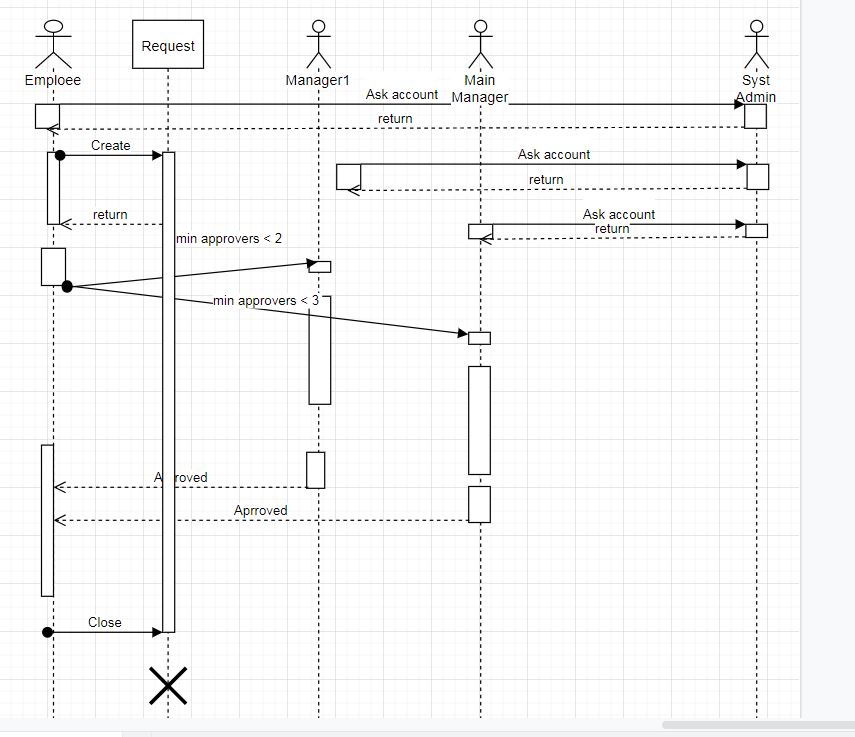 Request
Emploee
Manager1
Main
Manager
Syst
Admin
Ask account
return
Create
Ask account
return
return
Ask account
return
min approvers < 2
min approvers < 3
Aprroved
Close